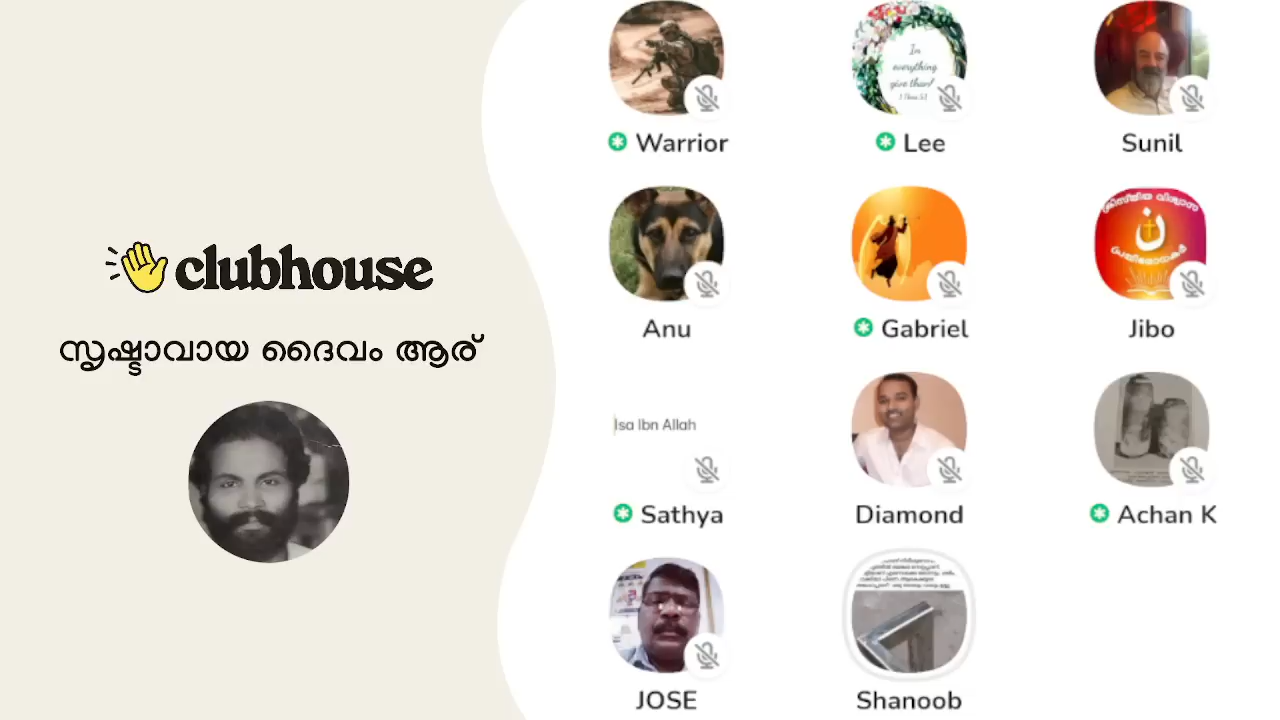 clubhouse
സൃഷ്ടാവായ ദൈവം ആര്
In
everything
give
Warrior
Lee
Sunil
ക്രിസ്തീയ വിശ്വാസ
ن
Anu
Gabriel
Jibo
Isa Ibn Allah
Sathya
Diamond
Achan K
JOSE
Shanoob